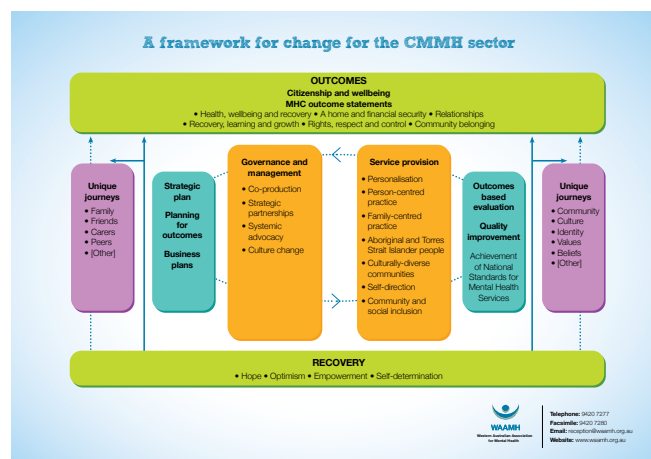 A framework for change for the CMMH sector
OUTCOMES
Citizenship and wellbeing
MHC outcome statements
• Health, wellbeing and recovery • A home and financial security • Relationships
• Recovery, learning and growth • Rights, respect and control • Community belonging
Unique
journeys
• Family
• Friends
• Carers
• Peers
• [Other]
Strategic
plan
Planning
for
outcomes
Business
plans
Governance and
management
• Co-production
• Strategic
partnerships
• Systemic
advocacy
• Culture change
Service provision
• Personalisation
• Person-centred
practice
• Family-centred
practice
• Aboriginal and Torres
Strait Islander people
• Culturally-diverse
communities
• Self-direction
• Community and
social inclusion
Outcomes
based
evaluation
Quality
improvement
Achievement
of National
Standards for
Mental Health
Services
Unique
journeys
• Community
• Culture
• Identity
• Values
• Beliefs
• [Other]
RECOVERY
• Hope • Optimism • Empowerment • Self-determination
WAAMH
Western Australian Association
for Mental Health
Telephone: 9420 7277
Facsimile: 9420 7280
Email: reception@waamh.org.au
Website: www.waamh.org.au